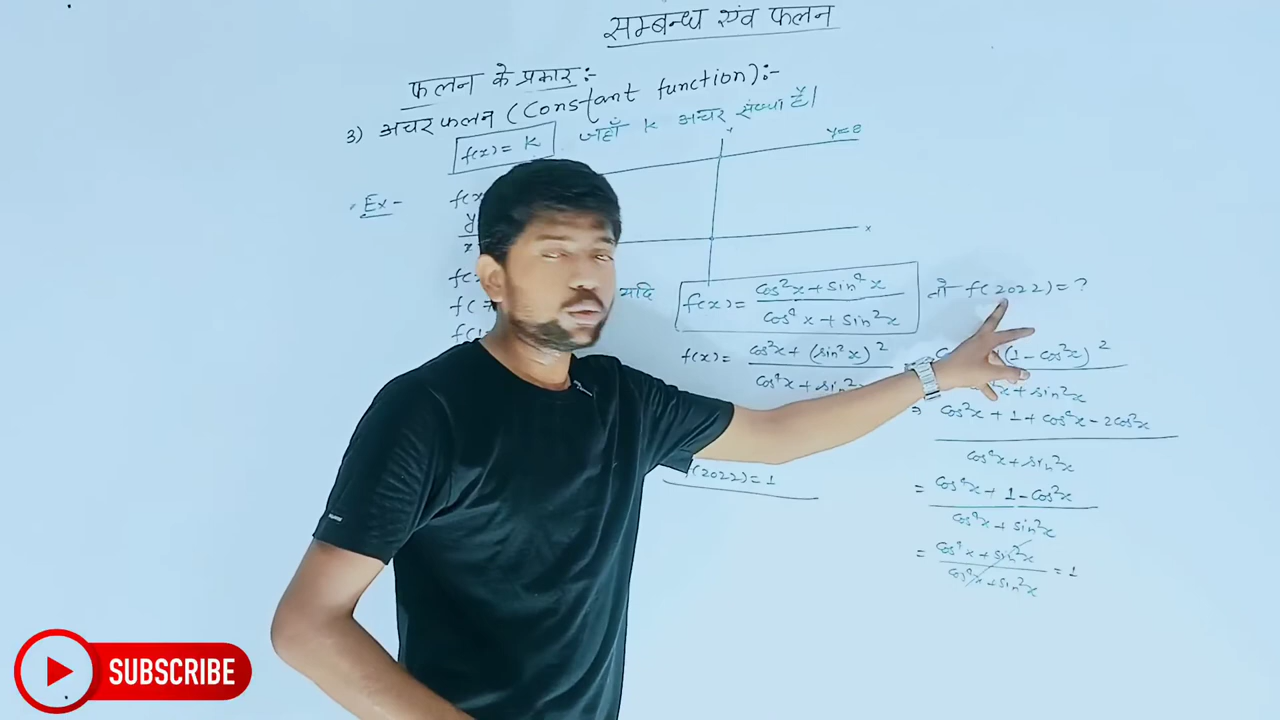 सम्बन्ध एंव फलन
फलन के प्रकार :-
3) अचर फलन (Constant function) :-
f(x) = k जहाँ k अचर संख्या है।
Ex -
y
x
यदि f(x) = cos²x + sin⁴x / cos⁴x + sin²x तो f(2022) = ?
f(x) = cos²x + (sin²x)² / cos⁴x + sin²
(1 - cos²x)²
+ sin²x
= cos²x + 1 + cos⁴x - 2cos²x / cos⁴x + sin²x
= cos⁴x + 1 - cos²x / cos⁴x + sin²x
= cos⁴x + sin²x / cos⁴x + sin²x = 1
f(2022) = 1
SUBSCRIBE